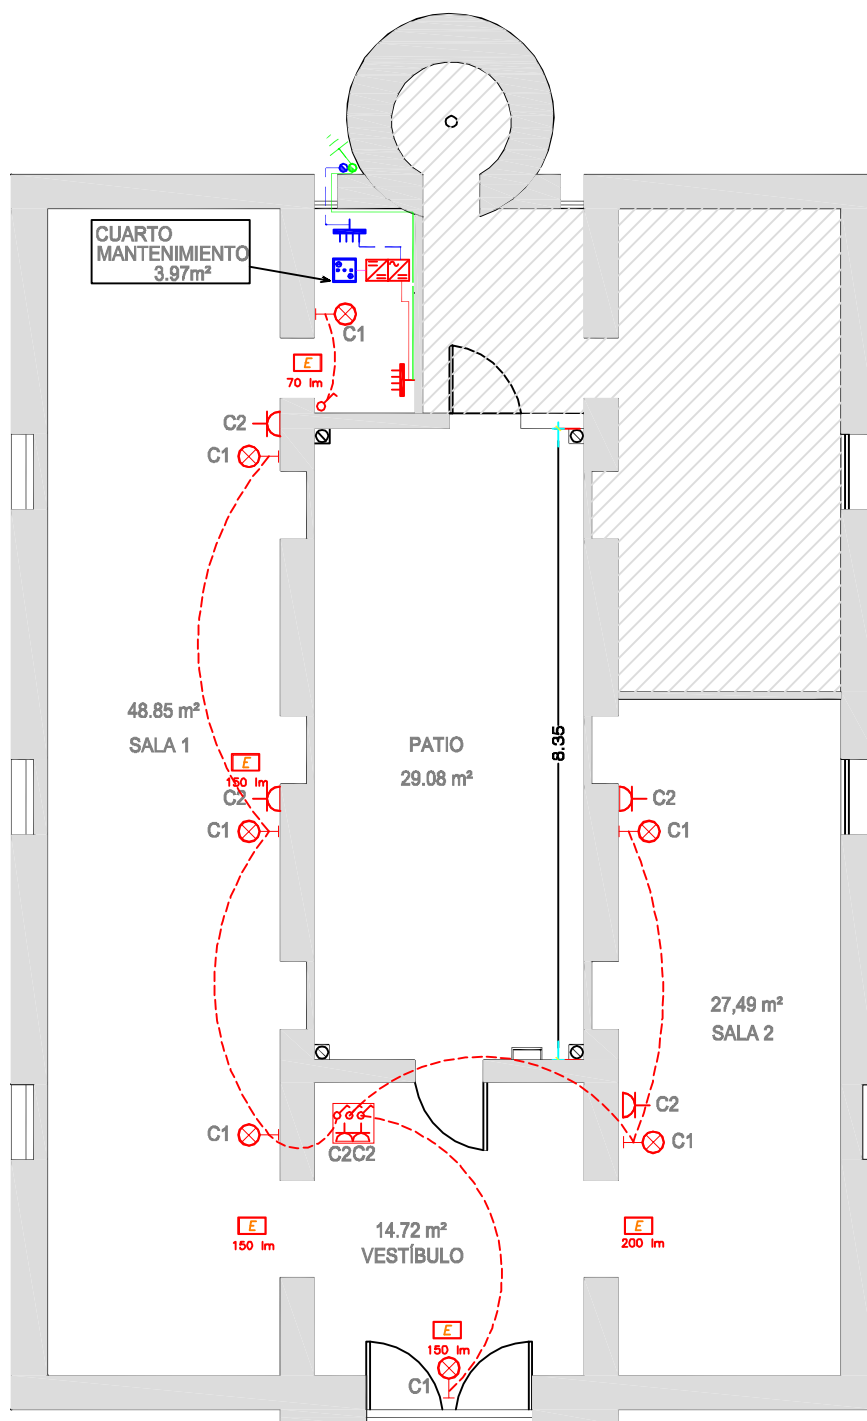 CUARTO
MANTENIMIENTO
3.97m²
C1
E
70 lm
C2
C1
48.85 m²
SALA 1
PATIO
29.08 m²
8.35
E
150 lm
C2
C1
C2
C1
27,49 m²
SALA 2
C2
C1
C1
C2C2
E
150 lm
14.72 m²
VESTÍBULO
E
200 lm
E
150 lm
C1